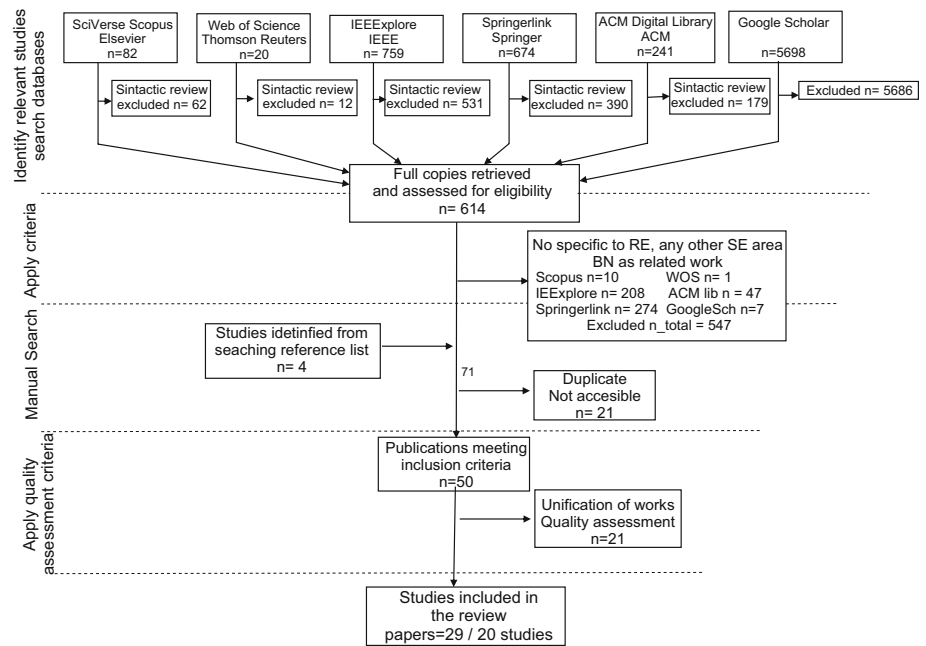 Identify relevant studies
search databases
SciVerse Scopus
Elsevier
n=82
Web of Science
Thomson Reuters
n=20
IEEExplore
IEEE
n= 759
Springerlink
Springer
n=674
ACM Digital Library
ACM
n=241
Google Scholar
n=5698
Sintactic review
excluded n= 62
Sintactic review
excluded n= 12
Sintactic review
excluded n= 531
Sintactic review
excluded n= 390
Sintactic review
excluded n= 179
Excluded n= 5686
Full copies retrieved
and assessed for eligibility
n= 614
Apply criteria
No specific to RE, any other SE area
BN as related work
Scopus n=10 WOS n= 1
IEExplore n= 208 ACM lib n = 47
Springerlink n= 274 GoogleSch n=7
Excluded n_total = 547
Manual Search
Studies idetinfied from
seaching reference list
n= 4
71
Duplicate
Not accesible
n= 21
Apply quality
assessment criteria
Publications meeting
inclusion criteria
n=50
Unification of works
Quality assessment
n=21
Studies included in
the review
papers=29 / 20 studies